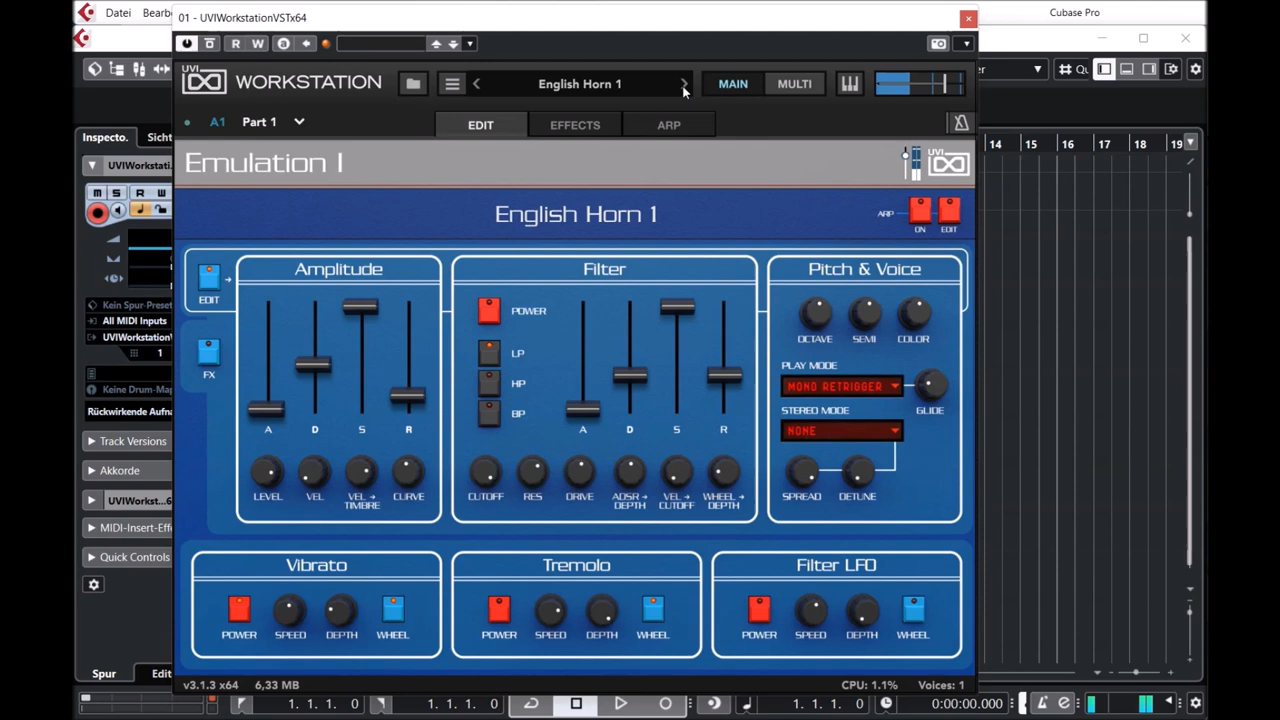 Datei
Bearb
01 - UVIWorkstationVSTx64
Cubase Pro
R W
UVI
WORKSTATION
English Horn 1
MAIN
MULTI
A1 Part 1
EDIT
EFFECTS
ARP
Emulation I
UVI
English Horn 1
ARP
ON
EDIT
Inspecto.
Sicht
UVIWorkstati
M S R W
Kein Spur-Preset
All MIDI Inputs
UVIWorkstation
1
Keine Drum-Ma
Rückwirkende Aufna
Track Versions
Akkorde
UVIWorkst...6
MIDI-Insert-Effe
Quick Controls
Spur
Edit
14 15 16 17 18 19
EDIT
FX
Amplitude
A D S R
LEVEL
VEL
VEL → TIMBRE
CURVE
Filter
POWER
LP
HP
BP
A D S R
CUTOFF
RES
DRIVE
ADSR → DEPTH
VEL → CUTOFF
WHEEL → DEPTH
Pitch & Voice
OCTAVE
SEMI
COLOR
PLAY MODE
MONO RETRIGGER
STEREO MODE
GLIDE
NONE
SPREAD
DETUNE
Vibrato
POWER
SPEED
DEPTH
WHEEL
Tremolo
POWER
SPEED
DEPTH
WHEEL
Filter LFO
POWER
SPEED
DEPTH
WHEEL
v3.1.3 x64
6,33 MB
CPU: 1.1%
Voices: 1
1. 1. 1. 0
1. 1. 1. 0
1. 1. 1. 0
0:00:00.000